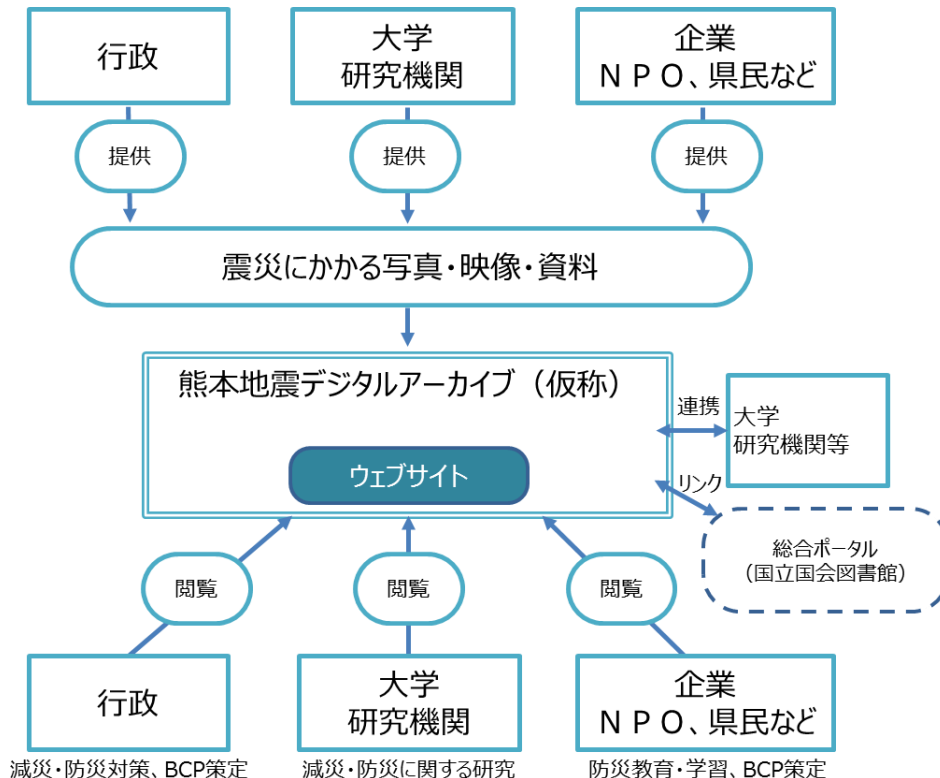 行政
大学
研究機関
企業
ＮＰＯ、県民など
提供
提供
提供
震災にかかる写真・映像・資料
熊本地震デジタルアーカイブ（仮称）
ウェブサイト
連携
大学
研究機関等
リンク
総合ポータル
（国立国会図書館）
閲覧
閲覧
閲覧
行政
大学
研究機関
企業
ＮＰＯ、県民など
減災・防災対策、BCP策定
減災・防災に関する研究
防災教育・学習、BCP策定